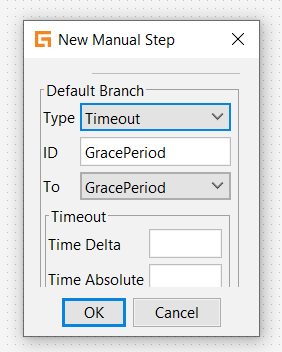 New Manual Step
Default Branch
Type Timeout
ID GracePeriod
To GracePeriod
Timeout
Time Delta
Time Absolute
OK Cancel